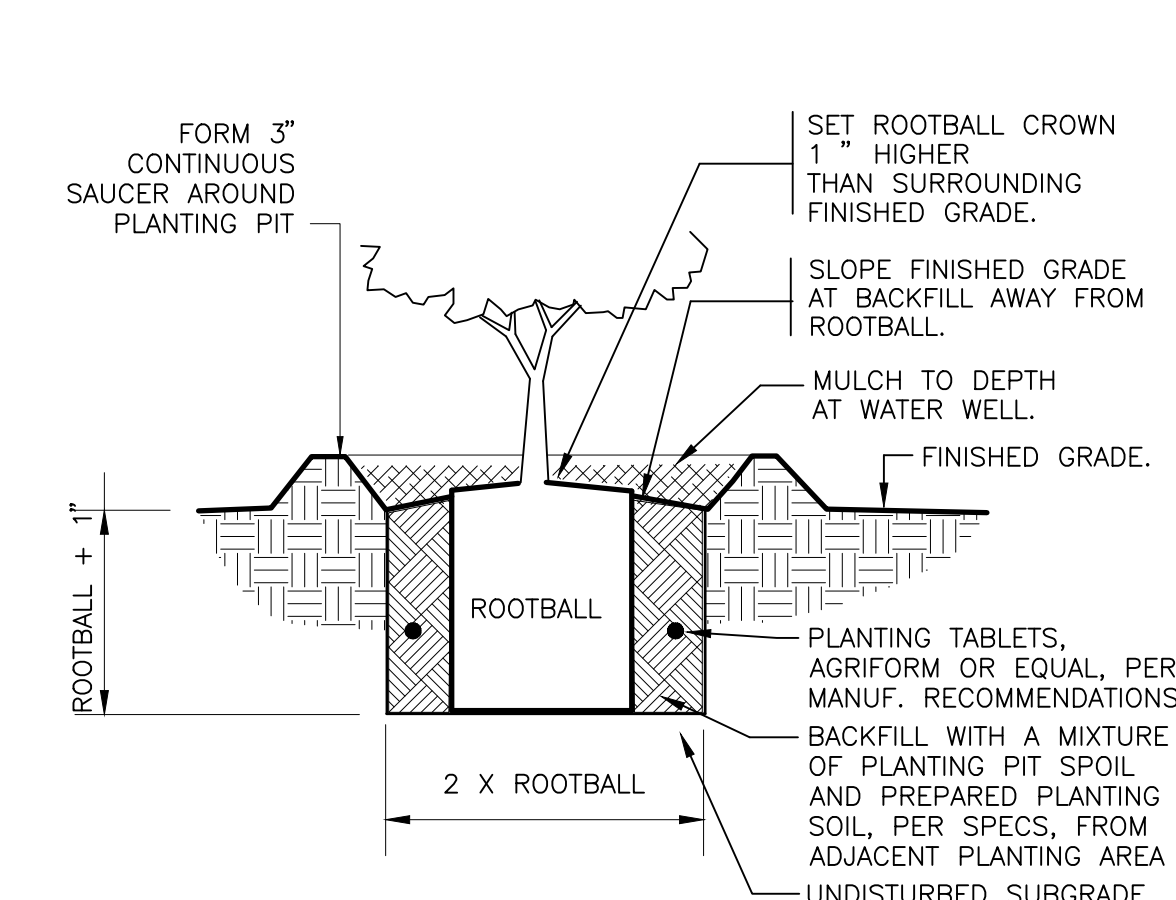 FORM 3”
CONTINUOUS
SAUCER AROUND
PLANTING PIT
SET ROOTBALL CROWN
1 ” HIGHER
THAN SURROUNDING
FINISHED GRADE.
SLOPE FINISHED GRADE
AT BACKFILL AWAY FROM
ROOTBALL.
MULCH TO DEPTH
AT WATER WELL.
FINISHED GRADE.
ROOTBALL + 1”
ROOTBALL
PLANTING TABLETS,
AGRIFORM OR EQUAL, PER
MANUF. RECOMMENDATIONS
BACKFILL WITH A MIXTURE
OF PLANTING PIT SPOIL
AND PREPARED PLANTING
SOIL, PER SPECS, FROM
ADJACENT PLANTING AREA
2 X ROOTBALL
UNDISTURBED SUBGRADE